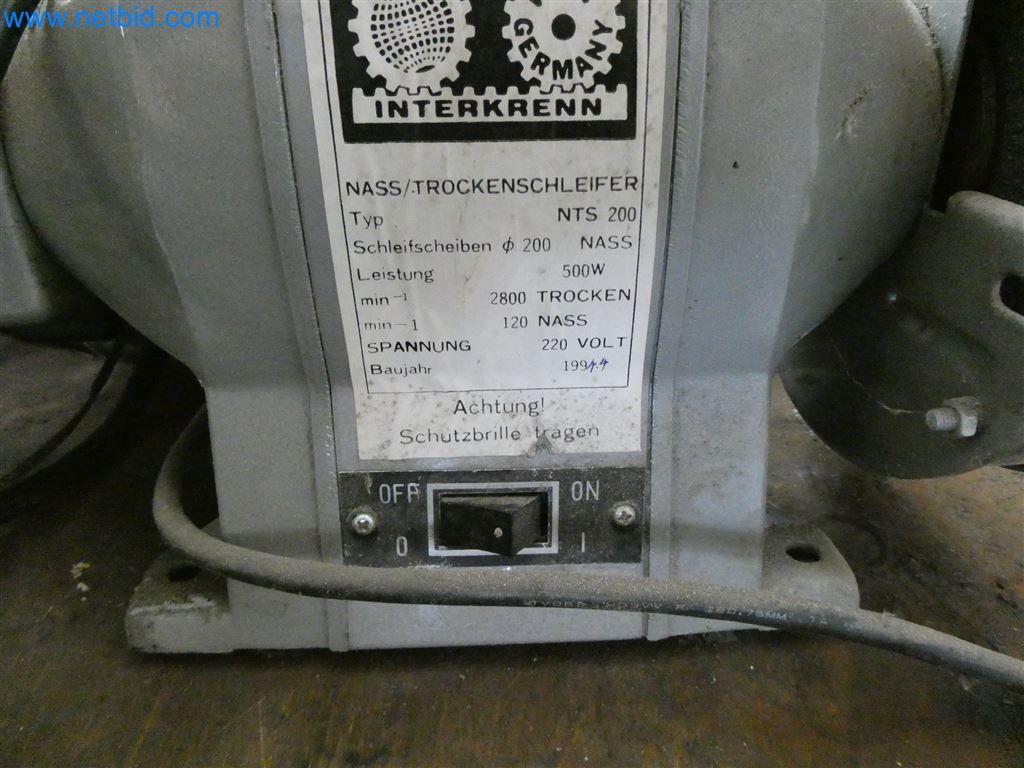 www.netbid.com
GERMANY
INTERKRENN
NASS/TROCKENSCHLEIFER
Typ NTS 200
Schleifscheiben φ 200 NASS
Leistung 500W
min⁻¹ 2800 TROCKEN
min-1 120 NASS
SPANNUNG 220 VOLT
Baujahr
Achtung!
Schutzbrille tragen
OFF ON
0 I